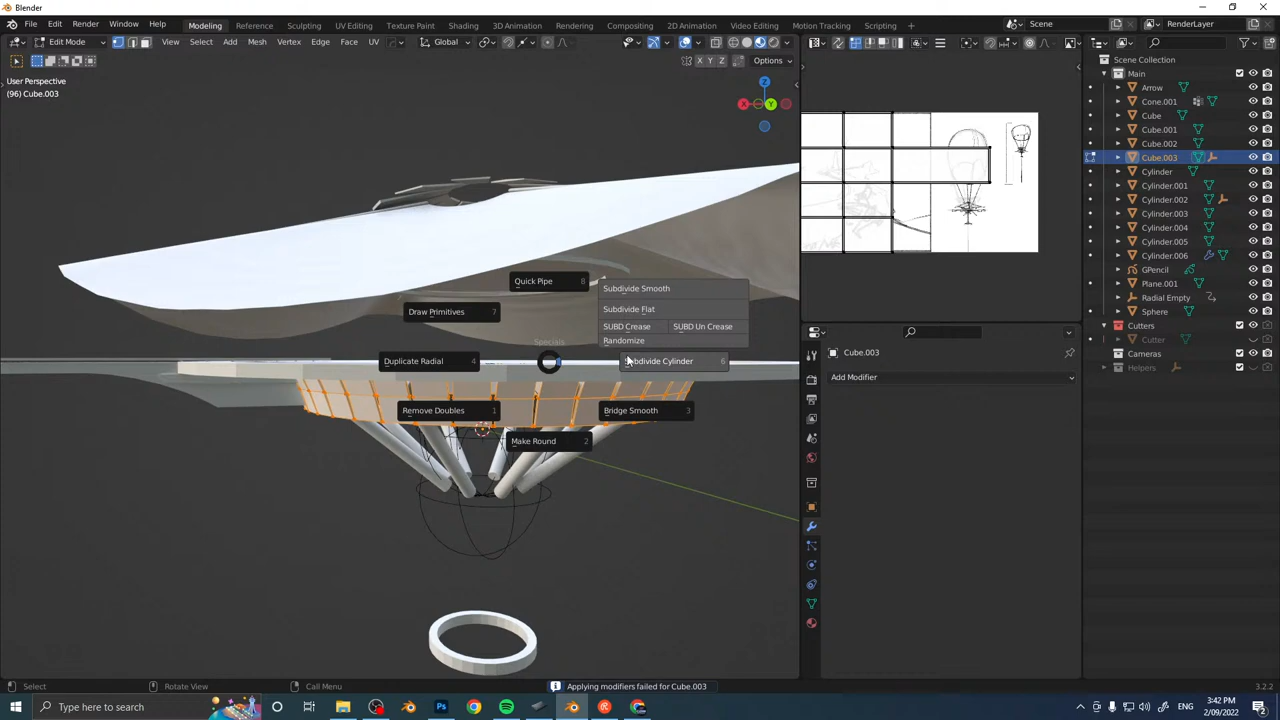 Blender
File Edit Render Window Help
Modeling Reference Sculpting UV Editing Texture Paint Shading 3D Animation Rendering Compositing 2D Animation Motion Tracking Scripting +
Scene RenderLayer
Edit Mode View Select Add Mesh Vertex Edge Face UV Global
X Y Z Options
User Perspective
(96) Cube.003
Z
X Y
Quick Pipe 8
Draw Primitives 7
Subdivide Smooth
Subdivide Flat
SUBD Crease SUBD Un Crease
Randomize
Specials
Duplicate Radial 4
Subdivide Cylinder 6
Remove Doubles 1
Bridge Smooth 3
Make Round 2
Scene Collection
Main
Arrow
Cone.001
Cube
Cube.001
Cube.002
Cube.003
Cylinder
Cylinder.001
Cylinder.002
Cylinder.003
Cylinder.004
Cylinder.005
Cylinder.006
GPencil
Plane.001
Radial Empty
Sphere
Cutters
Cutter
Cameras
Helpers
Cube.003
Add Modifier
Select Rotate View Call Menu Applying modifiers failed for Cube.003 3.2.2
Type here to search
3:42 PM
2/09/2022